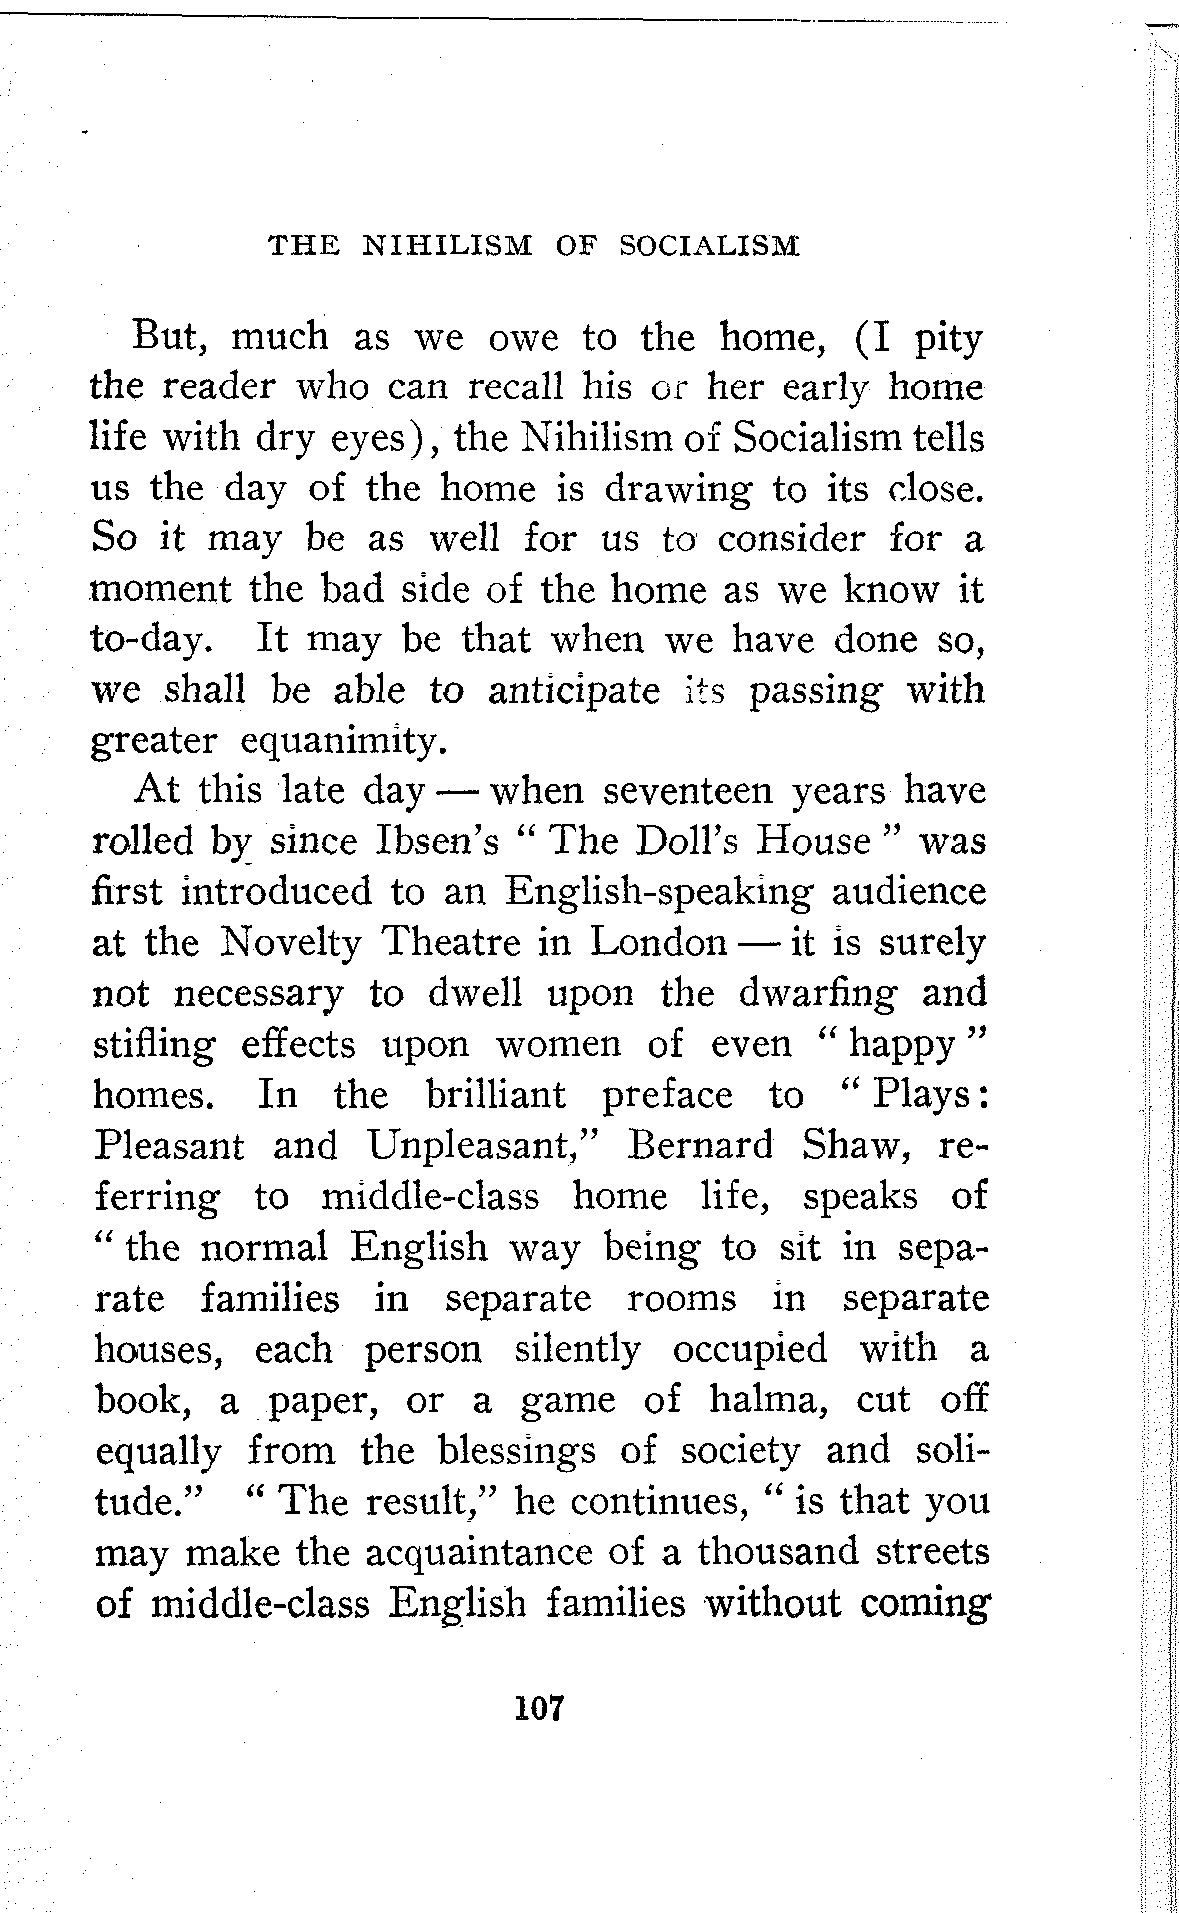 THE NIHILISM OF SOCIALISM
But, much as we owe to the home, (I pity
the reader who can recall his or her early home
life with dry eyes), the Nihilism of Socialism tells
us the day of the home is drawing to its close.
So it may be as well for us to consider for a
moment the bad side of the home as we know it
to-day. It may be that when we have done so,
we shall be able to anticipate its passing with
greater equanimity.
At this late day — when seventeen years have
rolled by since Ibsen's " The Doll's House " was
first introduced to an English-speaking audience
at the Novelty Theatre in London — it is surely
not necessary to dwell upon the dwarfing and
stifling effects upon women of even " happy "
homes. In the brilliant preface to " Plays:
Pleasant and Unpleasant," Bernard Shaw, re-
ferring to middle-class home life, speaks of
" the normal English way being to sit in sepa-
rate families in separate rooms in separate
houses, each person silently occupied with a
book, a paper, or a game of halma, cut off
equally from the blessings of society and soli-
tude." " The result," he continues, " is that you
may make the acquaintance of a thousand streets
of middle-class English families without coming
107